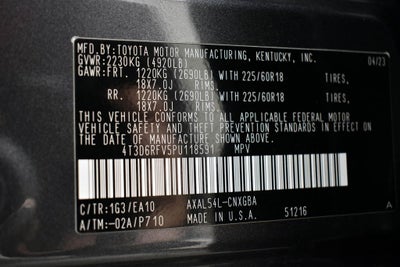 MFD.BY:TOYOTA MOTOR MANUFACTURING, KENTUCKY, INC.
GVWR:2230KG (4920LB) 04/23
GAWR:FRT. 1220KG (2690LB) WITH 225/60R18 TIRES,
18X7.0J RIMS.
RR. 1220KG (2690LB) WITH 225/60R18 TIRES,
18X7.0J RIMS.
THIS VEHICLE CONFORMS TO ALL APPLICABLE FEDERAL MOTOR
VEHICLE SAFETY AND THEFT PREVENTION STANDARDS IN EFFECT ON
THE DATE OF MANUFACTURE SHOWN ABOVE.
4T3D6RFV5PU118591 MPV
C/TR:1G3/EA10 AXAL54L-CNXGBA
A/TM:-02A/P710 MADE IN U.S.A. 51216 A